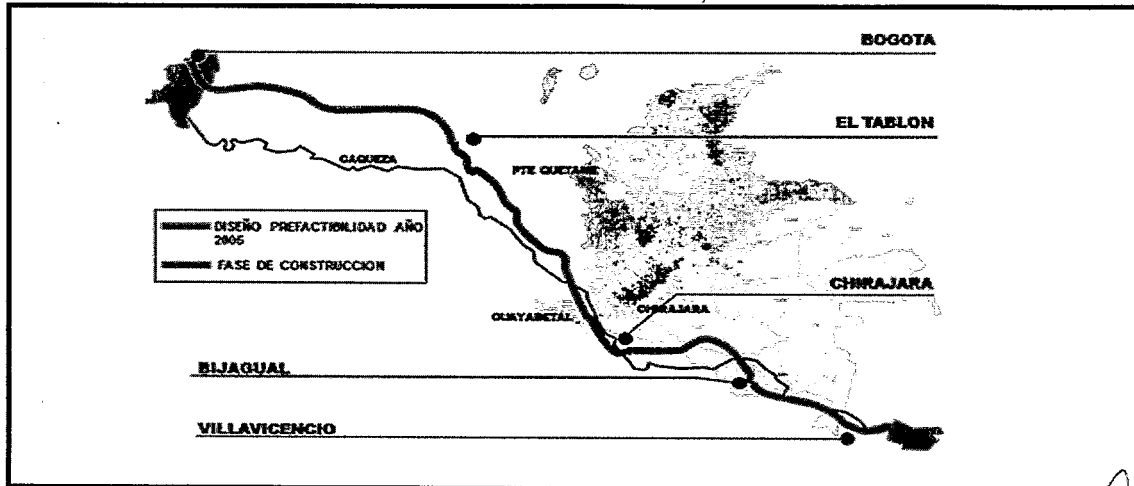 BOGOTA
EL TABLON
CAQUEZA
PTE QUETAME
DISEÑO PREFACTIBILIDAD AÑO
2005
FASE DE CONSTRUCCION
CHIRAJARA
CHIRAJARA
GUAYABETAL
BIJAGUAL
VILLAVICENCIO